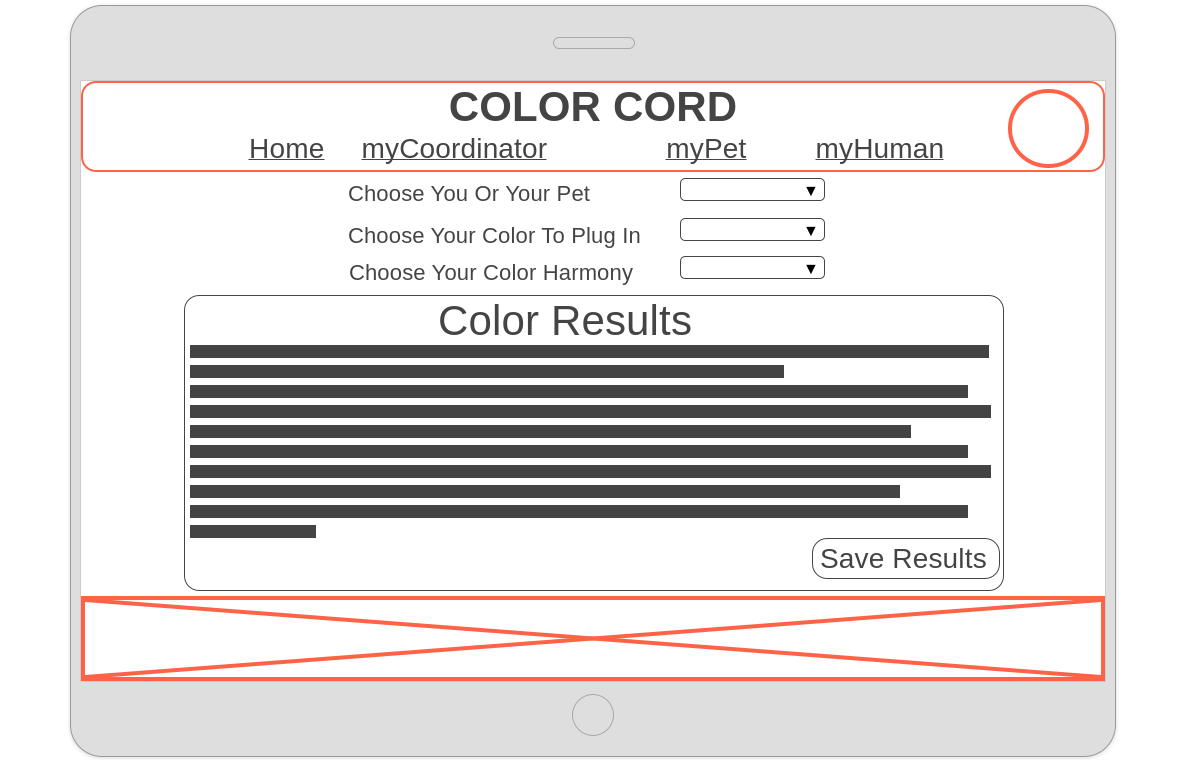 COLOR CORD
Home myCoordinator myPet myHuman
Choose You Or Your Pet
Choose Your Color To Plug In
Choose Your Color Harmony
Color Results
Save Results